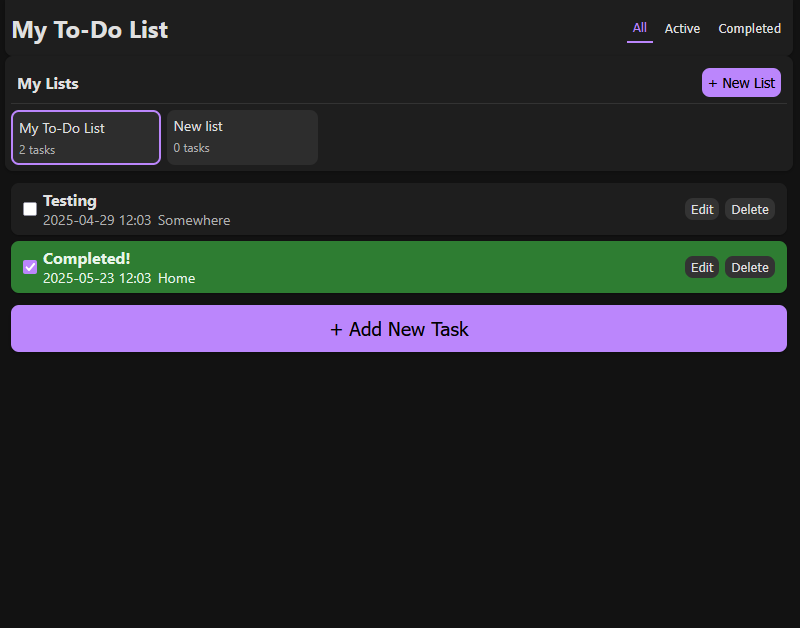 My To-Do List
All Active Completed
My Lists
+ New List
My To-Do List
2 tasks
New list
0 tasks
Testing
2025-04-29 12:03 Somewhere
Edit Delete
Completed!
2025-05-23 12:03 Home
Edit Delete
+ Add New Task